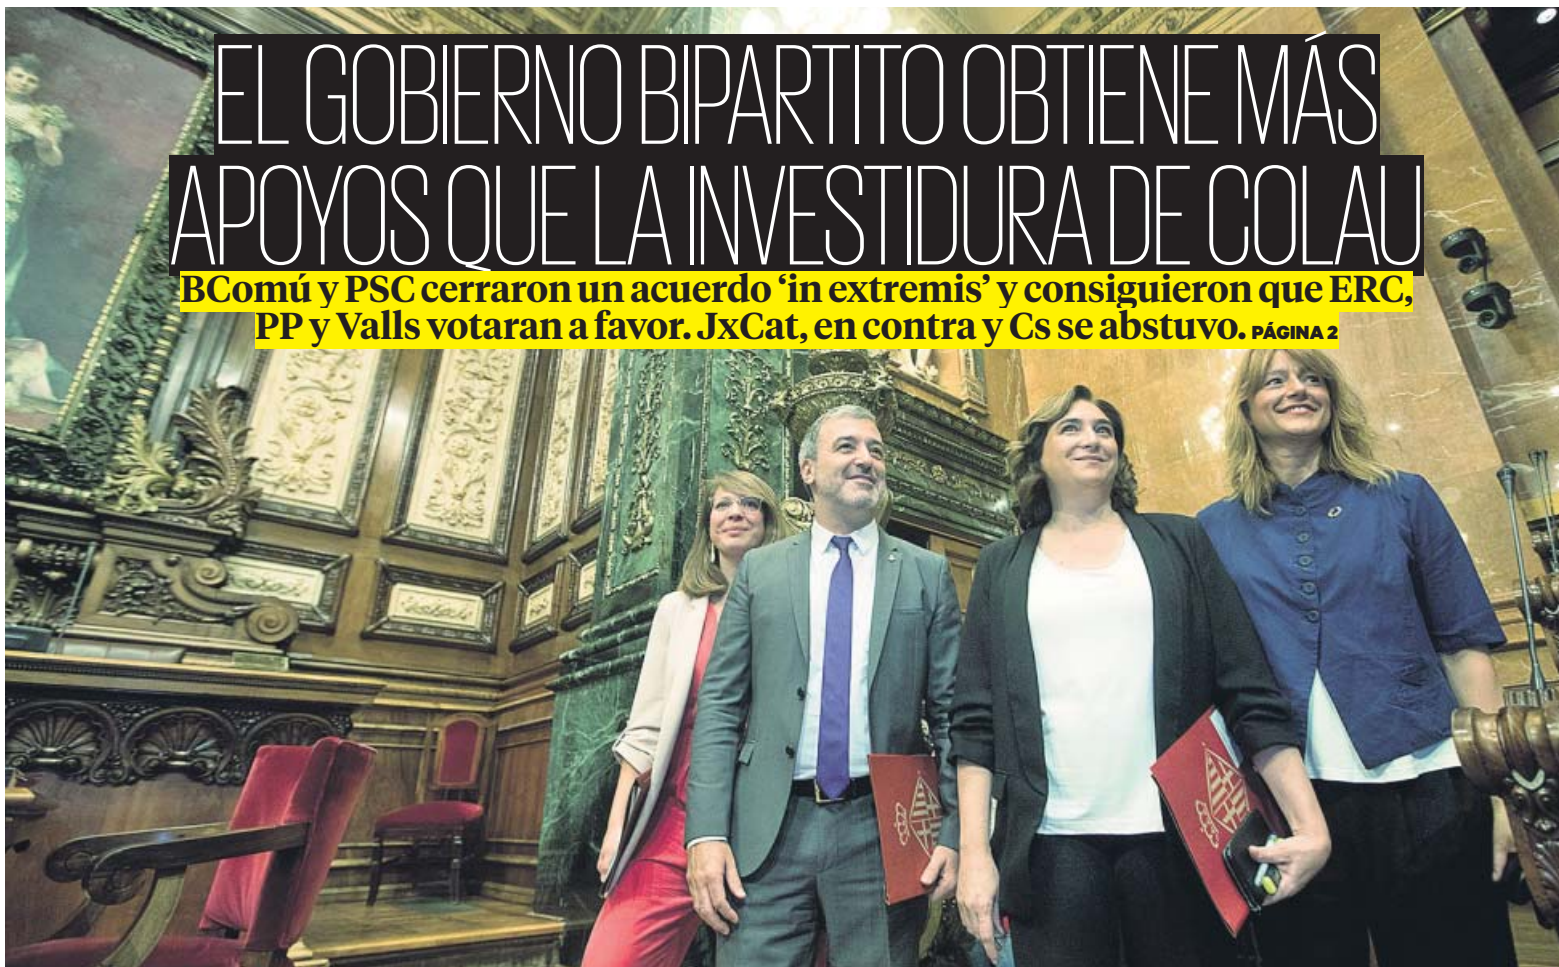 EL GOBIERNO BIPARTITO OBTIENE MÁS
APOYOS QUE LA INVESTIDURA DE COLAU
BComú y PSC cerraron un acuerdo ‘in extremis’ y consiguieron que ERC,
PP y Valls votaran a favor. JxCat, en contra y Cs se abstuvo. PÁGINA 2